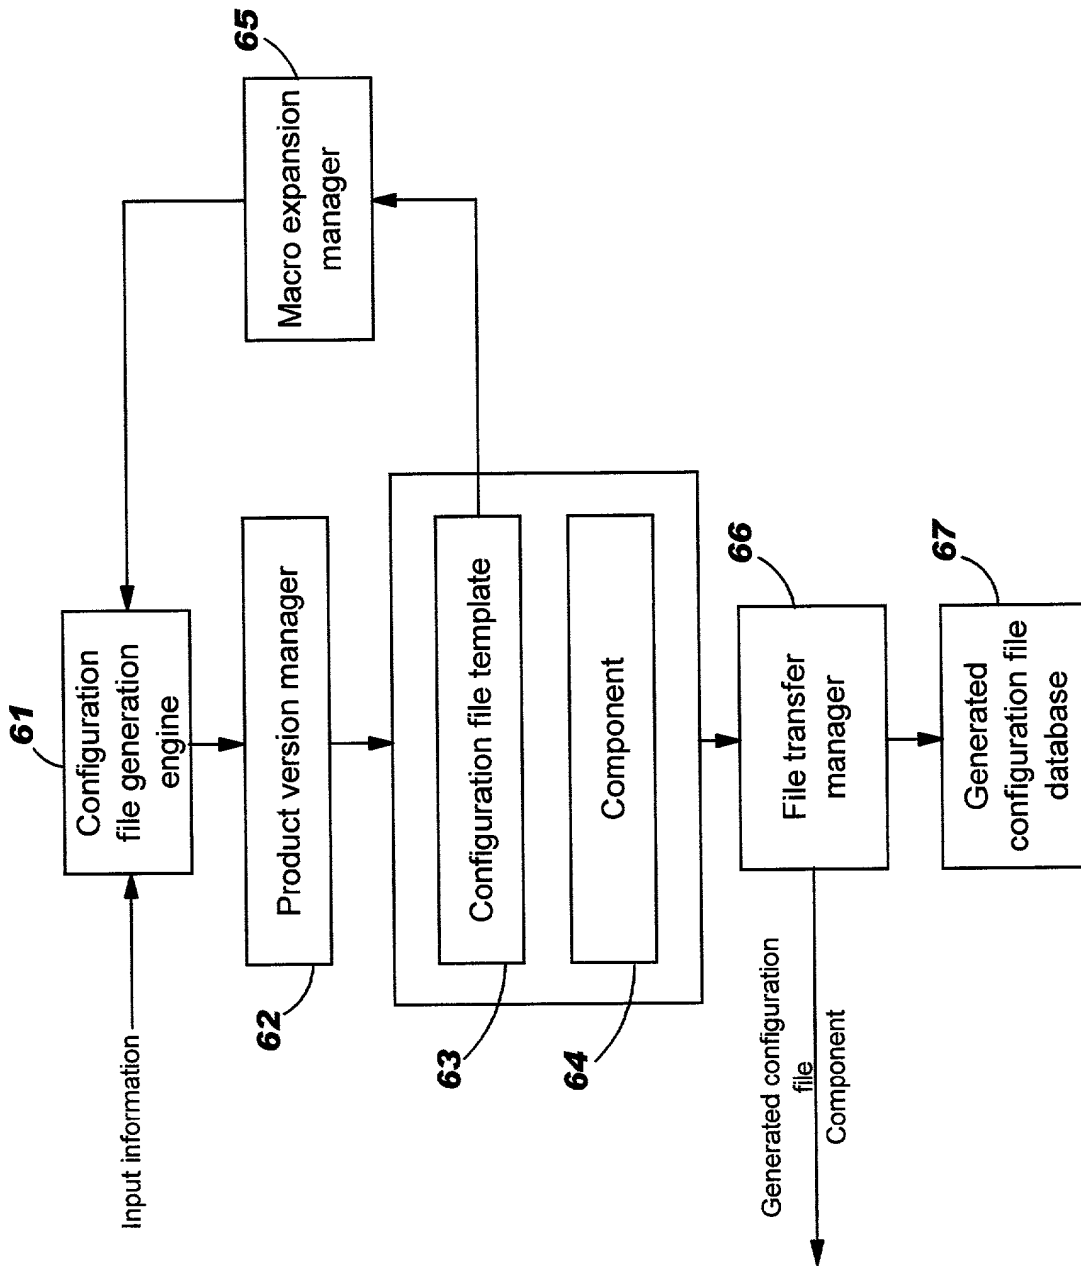 61
Configuration
file generation
engine
Input information
62
Product version manager
63
Configuration file template
64
Component
65
Macro expansion
manager
66
File transfer
manager
Generated configuration
file
Component
67
Generated
configuration file
database